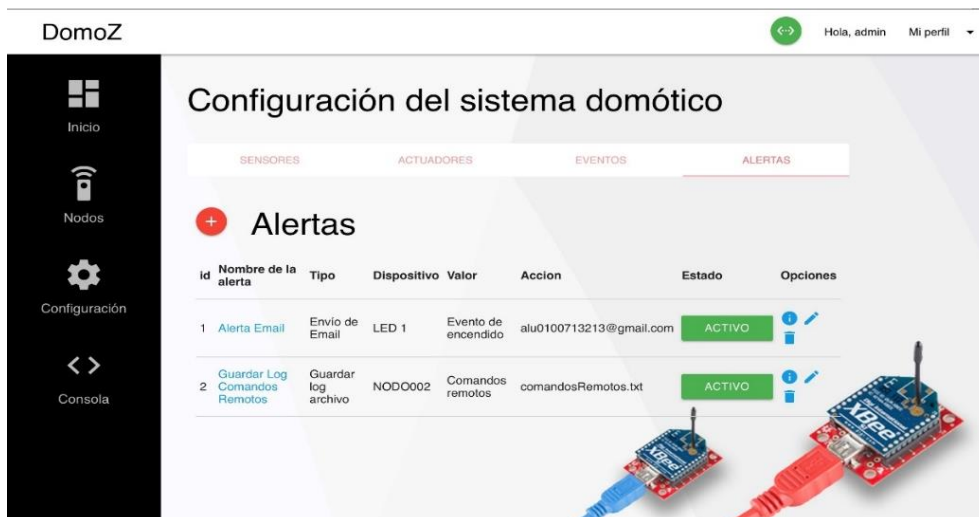 DomoZ
Hola, admin
Mi perfil
Inicio
Nodos
Configuración
Consola
Configuración del sistema domótico
SENSORES
ACTUADORES
EVENTOS
ALERTAS
Alertas
id Nombre de la alerta Tipo Dispositivo Valor Accion Estado Opciones
1 Alerta Email Envío de Email LED 1 Evento de encendido alu0100713213@gmail.com ACTIVO
2 Guardar Log Comandos Remotos Guardar log archivo NODO002 Comandos remotos comandosRemotos.txt ACTIVO
XBee
XBee